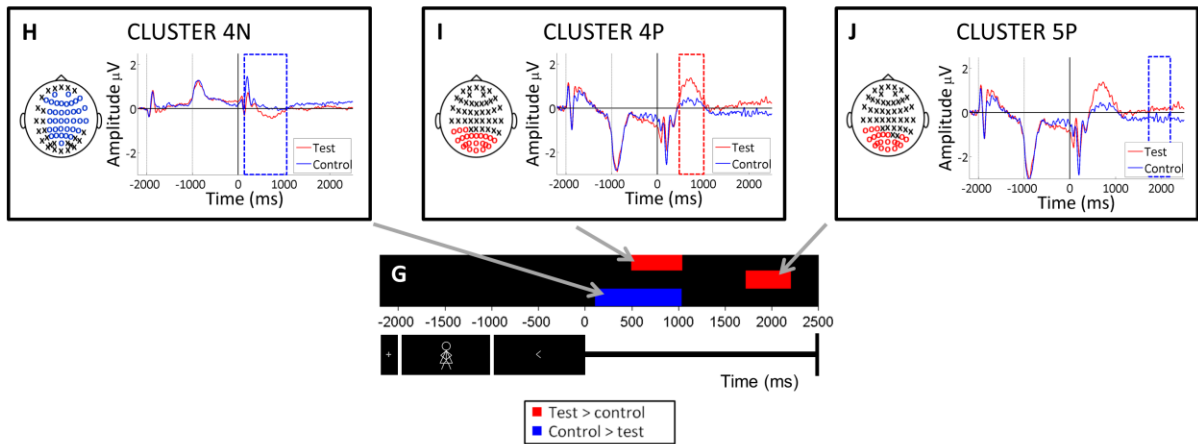 H CLUSTER 4N
Amplitude µV
2
0
-2
-2000 -1000 0 1000 2000
Time (ms)
Test
Control
I CLUSTER 4P
Amplitude µV
2
0
-2
-2000 -1000 0 1000 2000
Time (ms)
Test
Control
J CLUSTER 5P
Amplitude µV
2
0
-2
-2000 -1000 0 1000 2000
Time (ms)
Test
Control
G
-2000 -1500 -1000 -500 0 500 1000 1500 2000 2500
+ <
Time (ms)
Test > control
Control > test